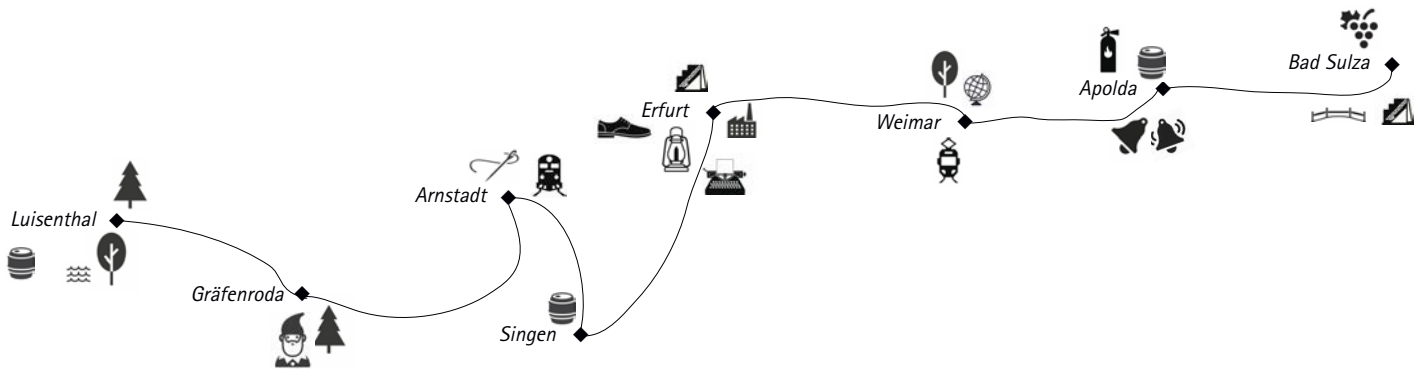 Luisenthal
Gräfenroda
Arnstadt
Singen
Erfurt
Weimar
Apolda
Bad Sulza